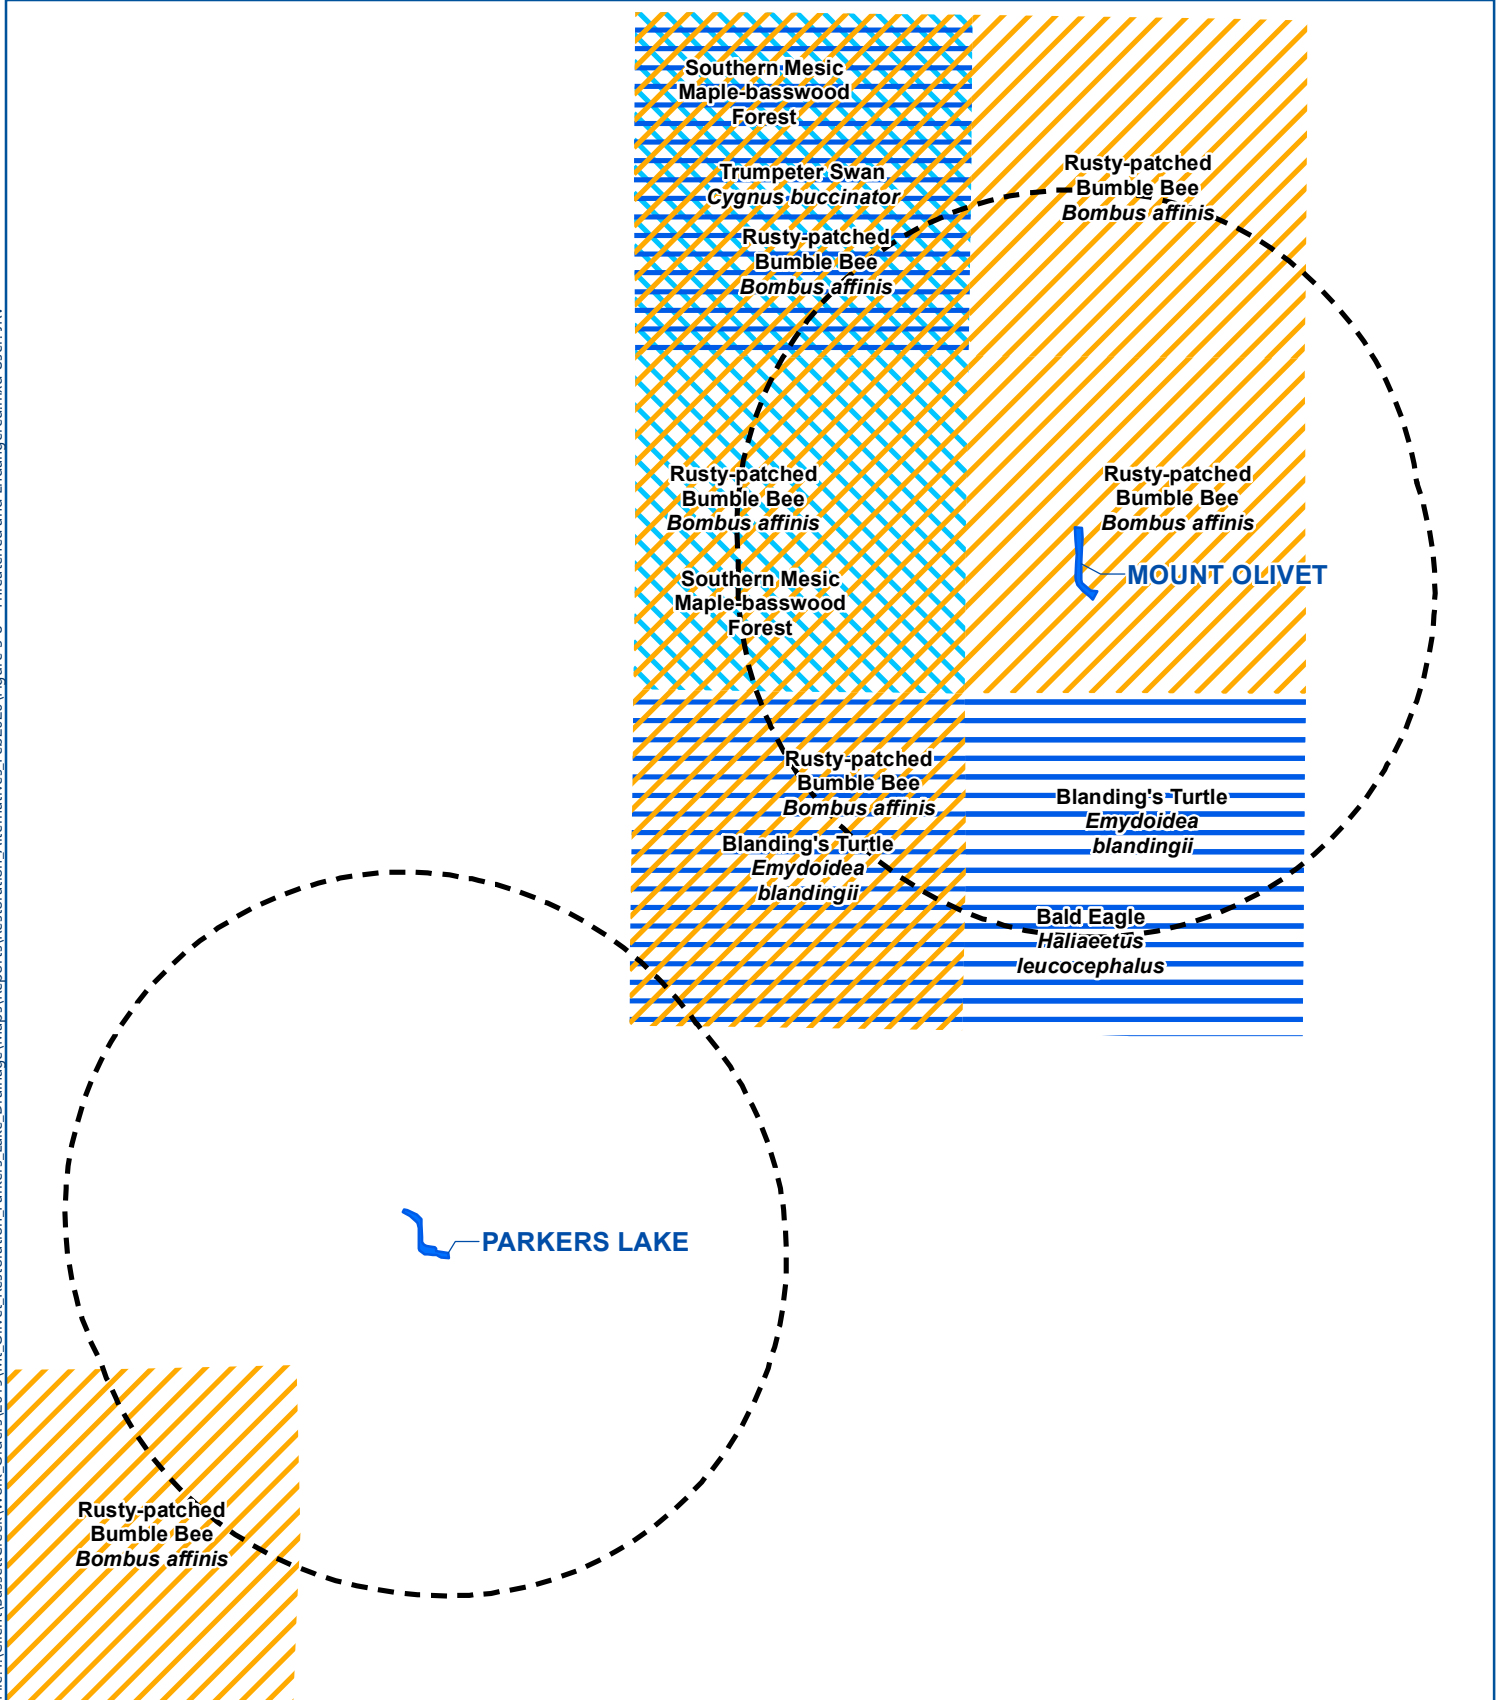 Southern Mesic
Maple-basswood
Forest
Trumpeter Swan
Cygnus buccinator
Rusty-patched
Bumble Bee
Bombus affinis
Rusty-patched
Bumble Bee
Bombus affinis
Rusty-patched
Bumble Bee
Bombus affinis
Southern Mesic
Maple-basswood
Forest
Rusty-patched
Bumble Bee
Bombus affinis
MOUNT OLIVET
Rusty-patched
Bumble Bee
Bombus affinis
Blanding's Turtle
Emydoidea
blandingii
Blanding's Turtle
Emydoidea
blandingii
Bald Eagle
Haliaeetus
leucocephalus
PARKERS LAKE
Rusty-patched
Bumble Bee
Bombus affinis